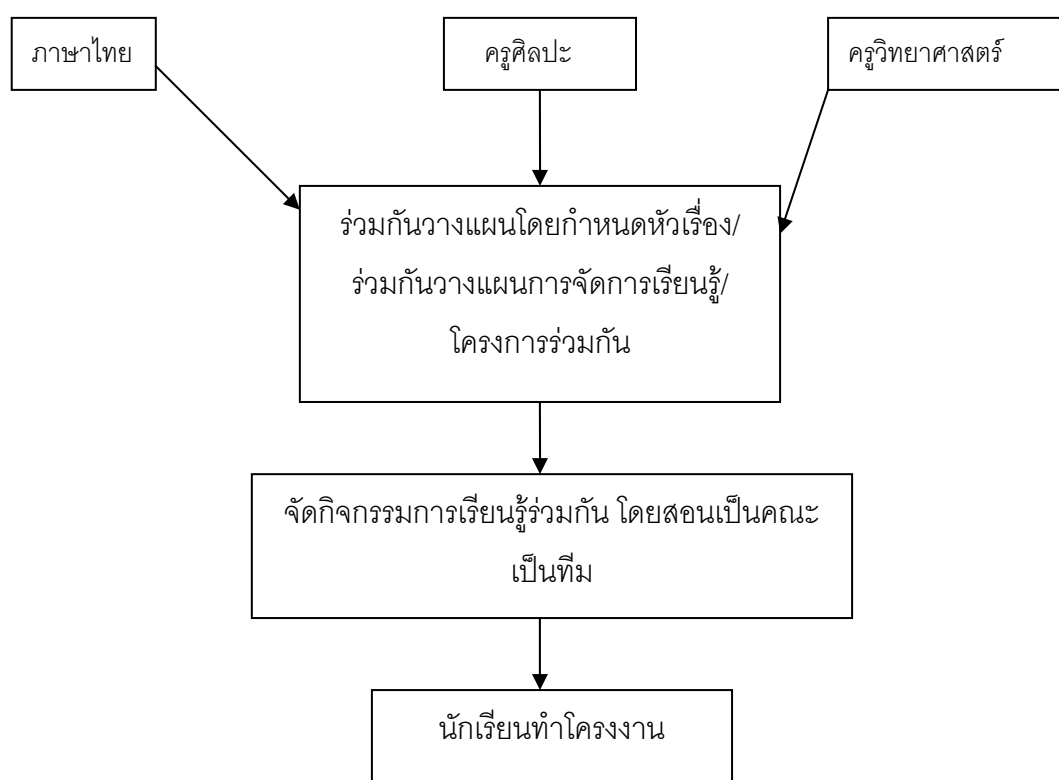 ภาษาไทย
ครูศิลปะ
ครูวิทยาศาสตร์
ร่วมกันวางแผนโดยกำหนดหัวเรื่อง/
ร่วมกันวางแผนการจัดการเรียนรู้/
โครงการร่วมกัน
จัดกิจกรรมการเรียนรู้ร่วมกัน โดยสอนเป็นคณะ
เป็นทีม
นักเรียนทำโครงงาน